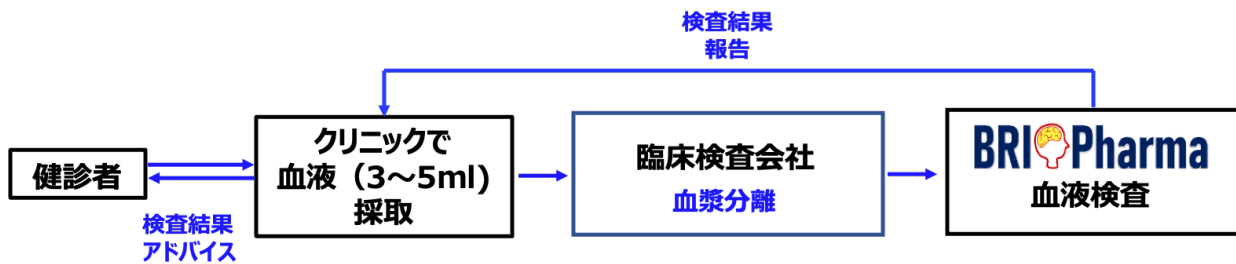 検査結果
報告
健診者
検査結果
アドバイス
クリニックで
血液（3～5ml)
採取
臨床検査会社
血漿分離
BRI Pharma
血液検査